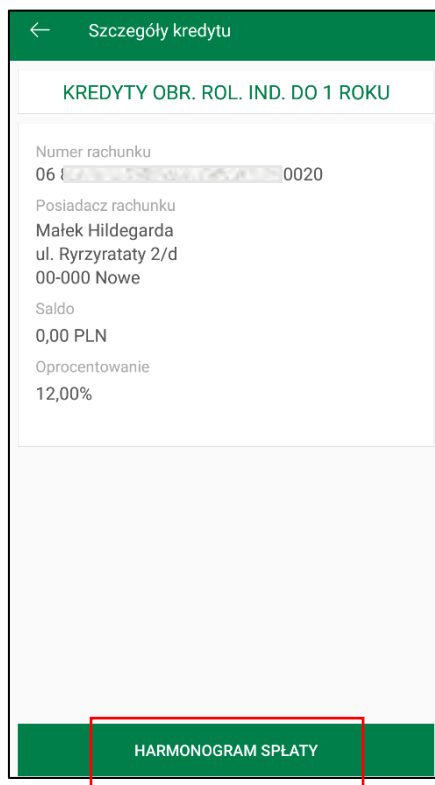 Szczegóły kredytu
KREDYTY OBR. ROL. IND. DO 1 ROKU
Numer rachunku
06 0020
Posiadacz rachunku
Małek Hildegarda
ul. Ryrzyrataty 2/d
00-000 Nowe
Saldo
0,00 PLN
Oprocentowanie
12,00%
HARMONOGRAM SPŁATY